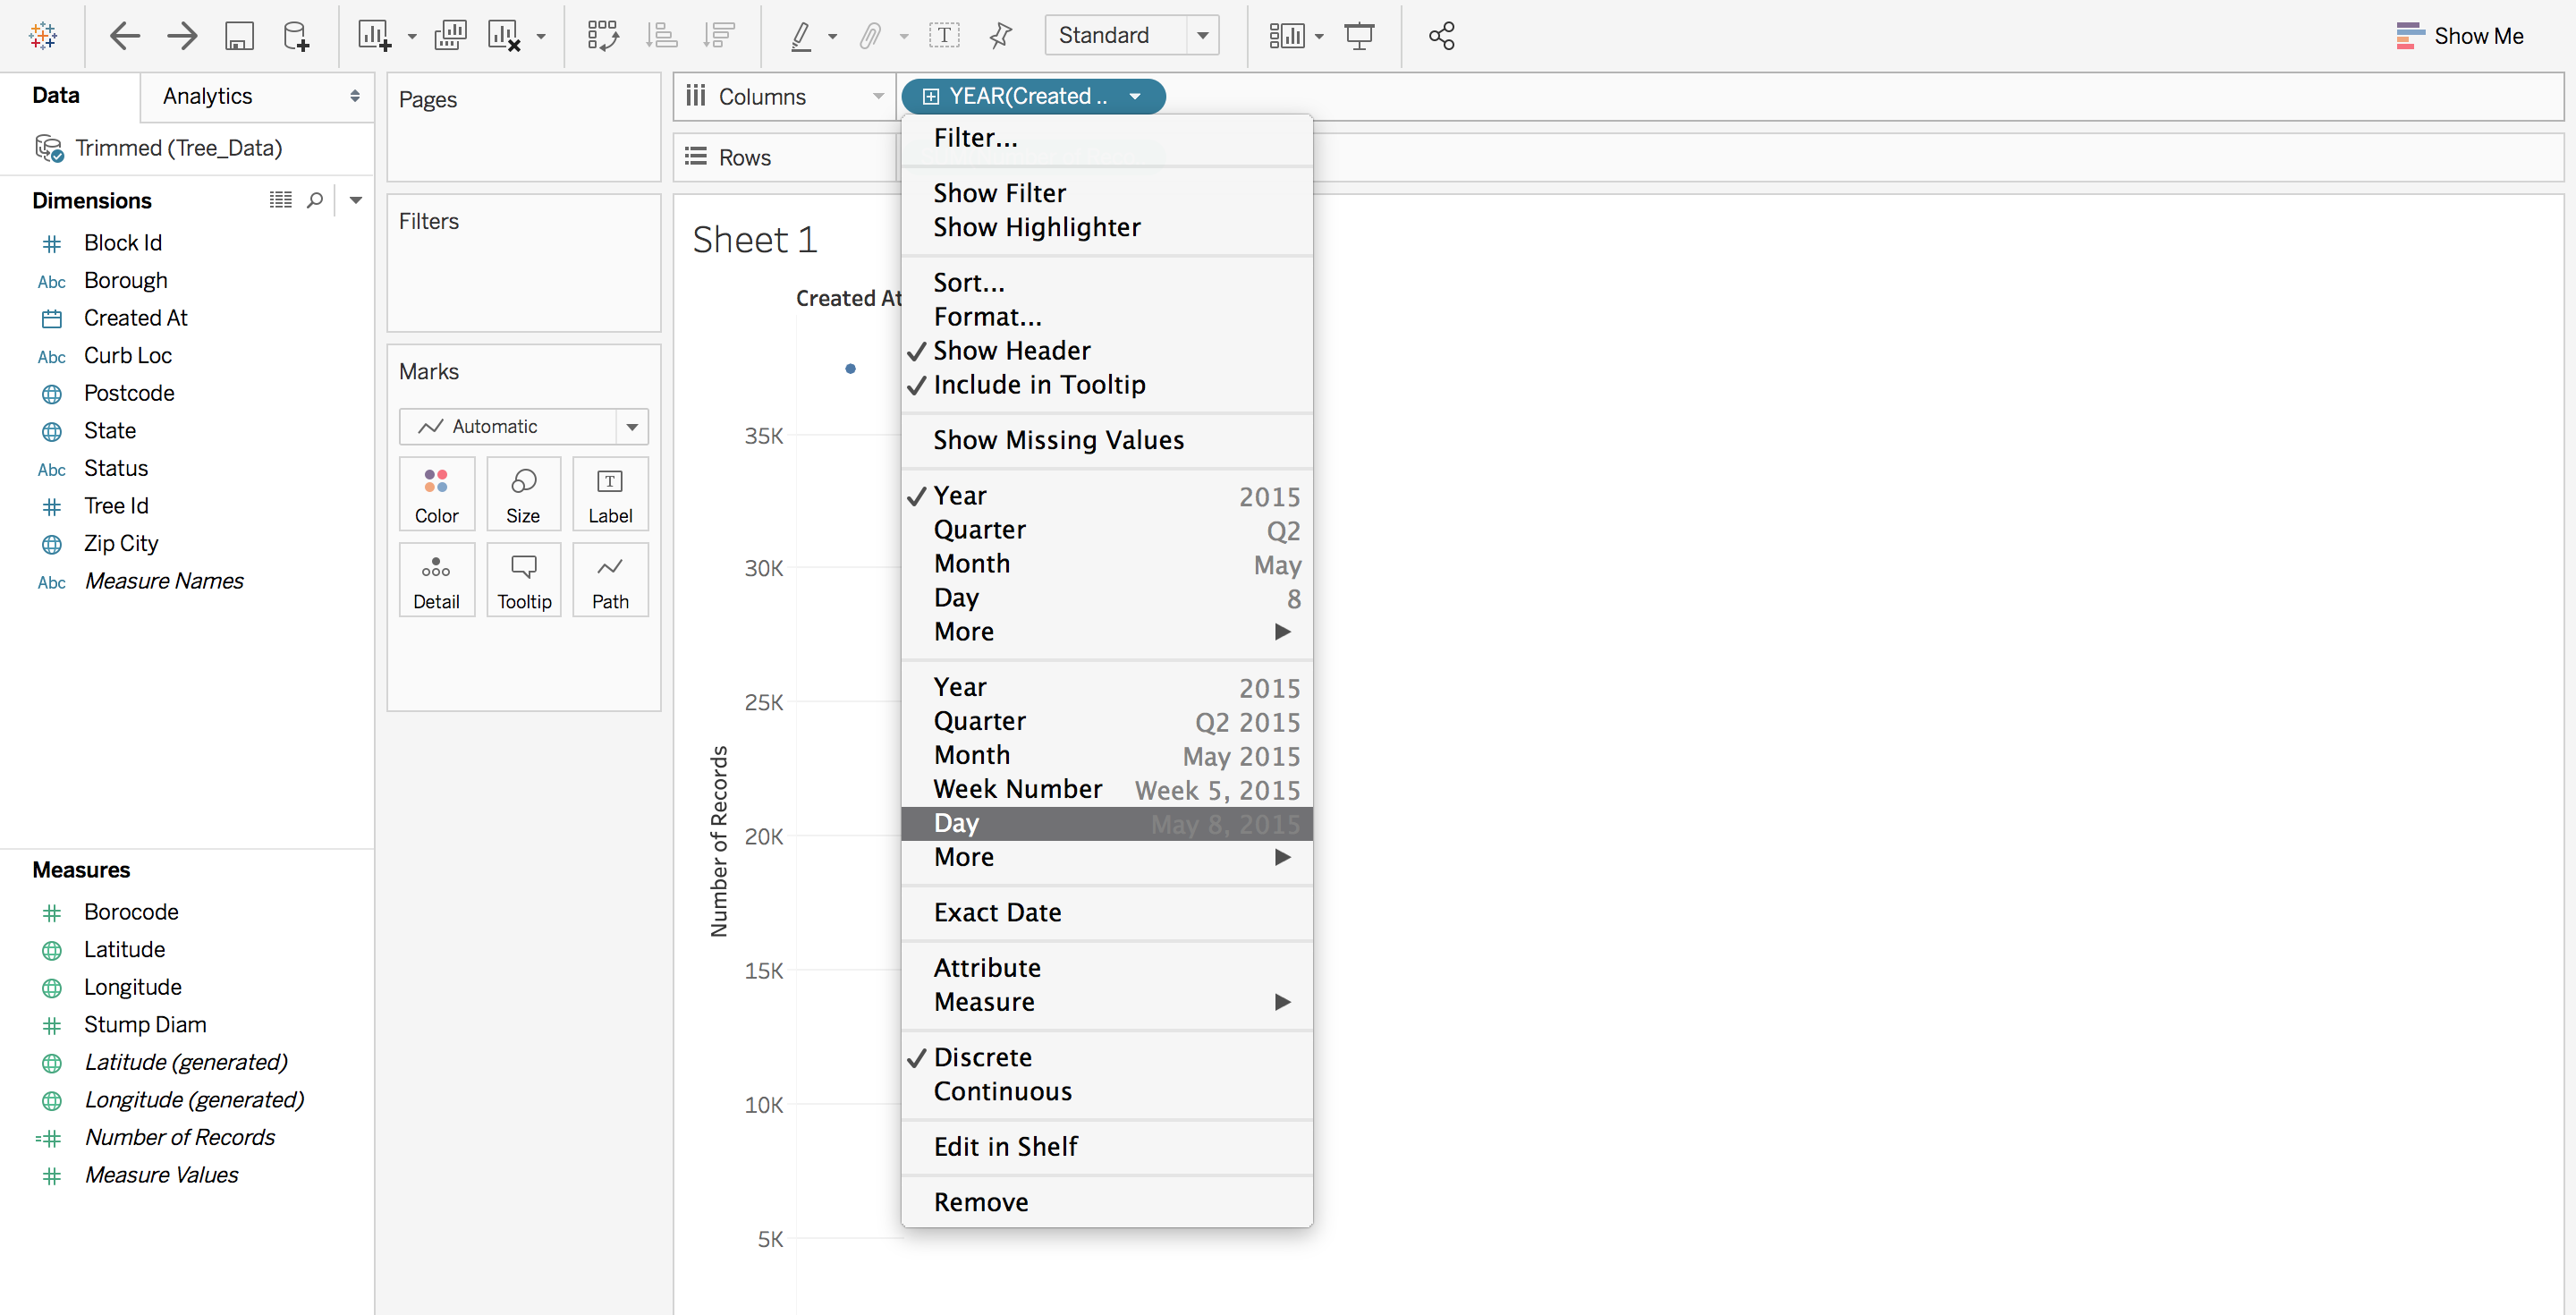 Standard
Show Me
Data
Analytics
Trimmed (Tree_Data)
Dimensions
Block Id
Abc Borough
Created At
Abc Curb Loc
Postcode
State
Abc Status
Tree Id
Zip City
Abc Measure Names
Measures
Borocode
Latitude
Longitude
Stump Diam
Latitude (generated)
Longitude (generated)
=# Number of Records
Measure Values
Pages
Filters
Marks
Automatic
Color
Size
T
Label
Detail
Tooltip
Path
Columns
YEAR(Created ..
Rows
Sheet 1
Created At
35K
30K
25K
20K
15K
10K
5K
Number of Records
Filter...
Show Filter
Show Highlighter
Sort...
Format...
Show Header
Include in Tooltip
Show Missing Values
Year 2015
Quarter Q2
Month May
Day 8
More
Year 2015
Quarter Q2 2015
Month May 2015
Week Number Week 5, 2015
Day May 8, 2015
More
Exact Date
Attribute
Measure
Discrete
Continuous
Edit in Shelf
Remove